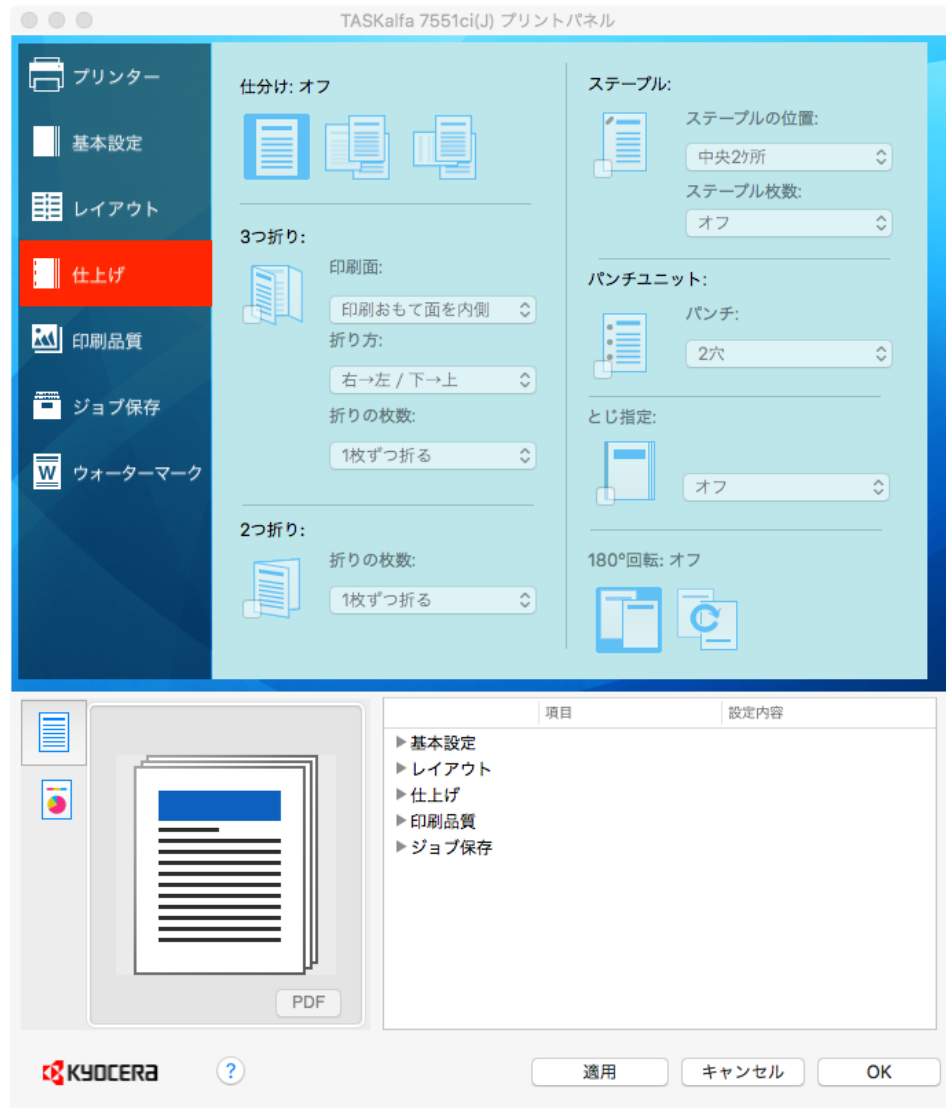 TASKalfa 7551ci(J) プリントパネル
プリンター
基本設定
レイアウト
仕上げ
印刷品質
ジョブ保存
W ウォーターマーク
仕分け: オフ
3つ折り:
印刷面:
印刷おもて面を内側
折り方:
右→左 / 下→上
折りの枚数:
1枚ずつ折る
2つ折り:
折りの枚数:
1枚ずつ折る
ステープル:
ステープルの位置:
中央2ケ所
ステープル枚数:
オフ
パンチユニット:
パンチ:
2穴
とじ指定:
オフ
180°回転: オフ
PDF
項目 設定内容
▶基本設定
▶レイアウト
▶仕上げ
▶印刷品質
▶ジョブ保存
KYOCERA ? 適用 キャンセル OK